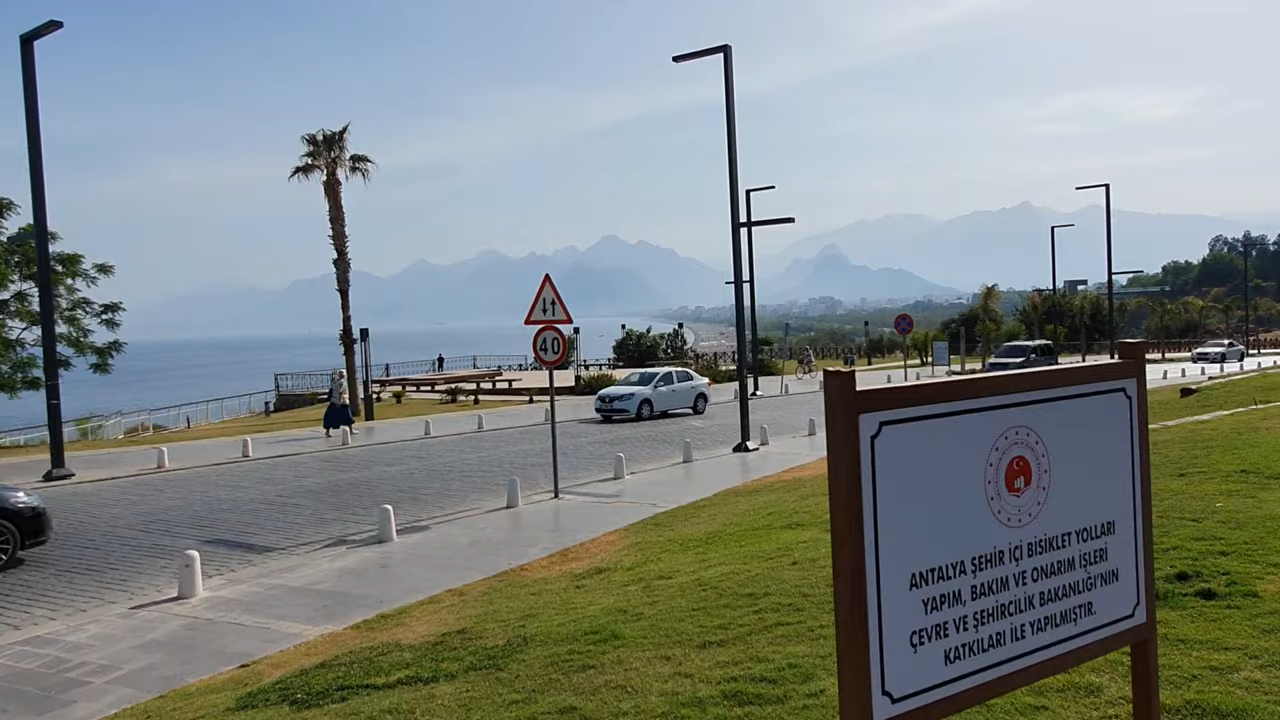 40
ANTALYA ŞEHİR İÇİ BİSİKLET YOLLARI
YAPIM, BAKIM VE ONARIM İŞLERİ
ÇEVRE VE ŞEHİRCİLİK BAKANLIĞI'NIN
KATKILARI İLE YAPILMIŞTIR.